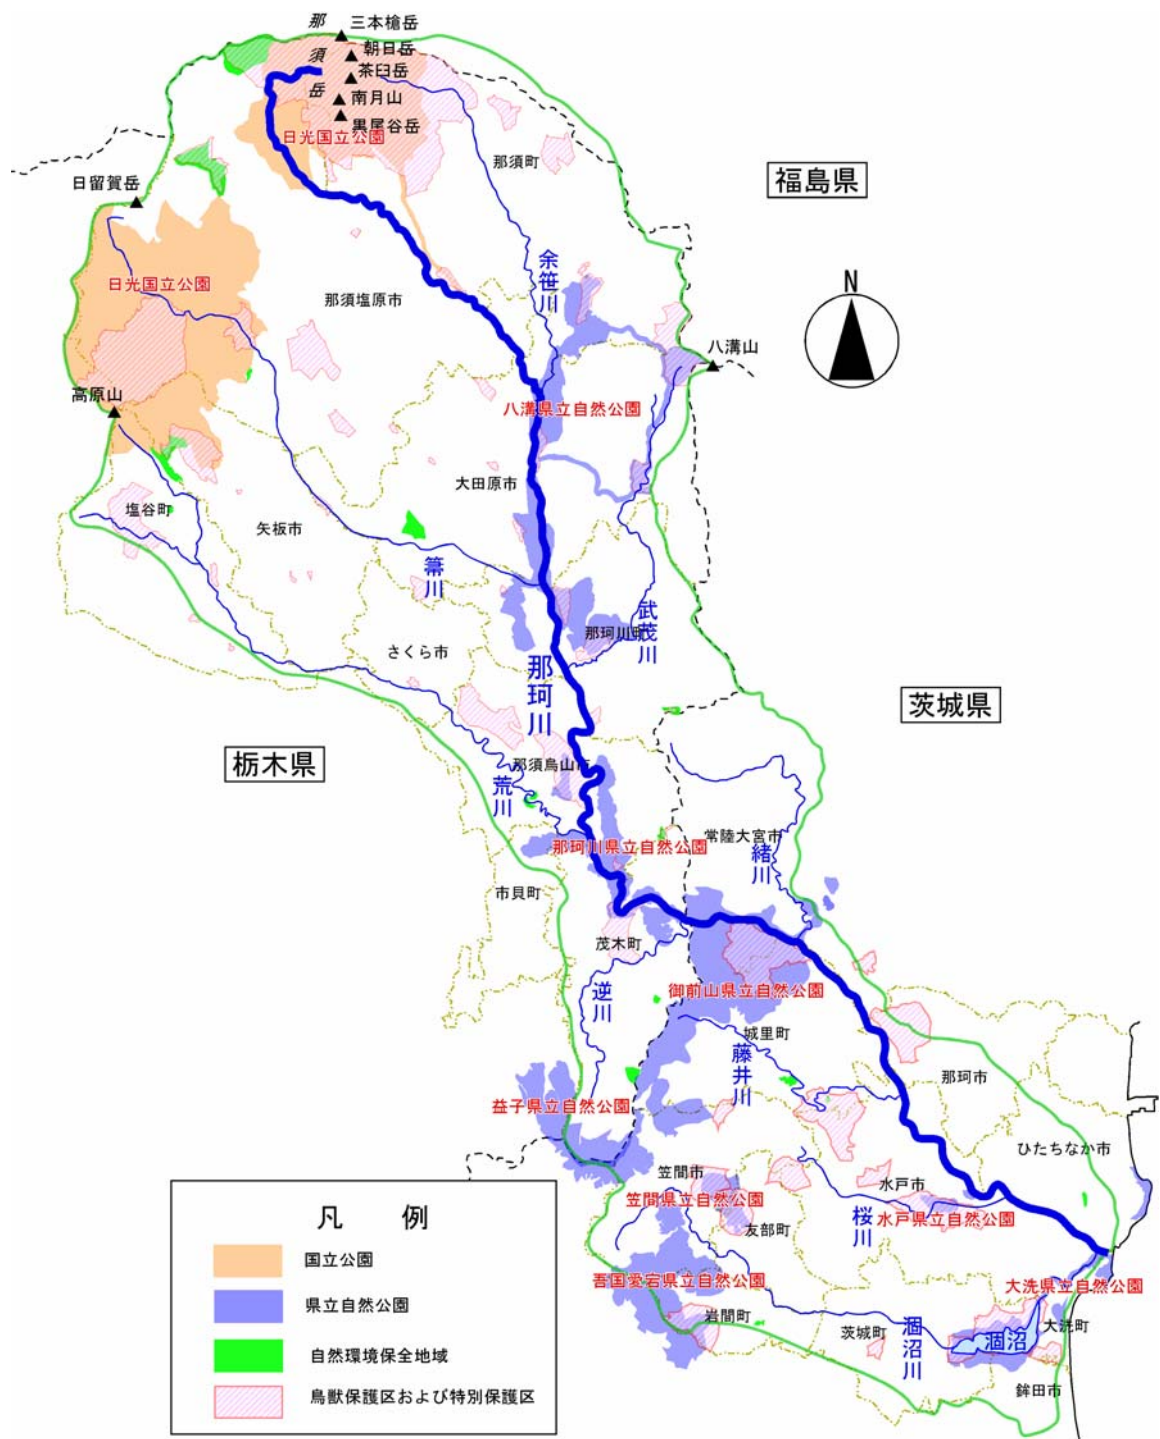 那須岳
三本槍岳
朝日岳
茶臼岳
南月山
黒尾谷岳
日光国立公園
那須町
福島県
日留賀岳
日光国立公園
余笹川
N
那須塩原市
八溝山
高原山
八溝県立自然公園
大田原市
塩谷町
矢板市
箒川
武茂川
那珂川町
さくら市
那珂川
茨城県
栃木県
那須烏山市
荒川
常陸大宮市
那珂川県立自然公園
緒川
市貝町
茂木町
逆川
御前山県立自然公園
城里町
藤井川
那珂市
益子県立自然公園
ひたちなか市
笠間市
水戸市
笠間県立自然公園
桜川
水戸県立自然公園
友部町
吾国愛宕県立自然公園
大洗県立自然公園
岩間町
茨城町
涸沼川
涸沼
大洗町
鉾田市
凡 例
国立公園
県立自然公園
自然環境保全地域
鳥獣保護区および特別保護区